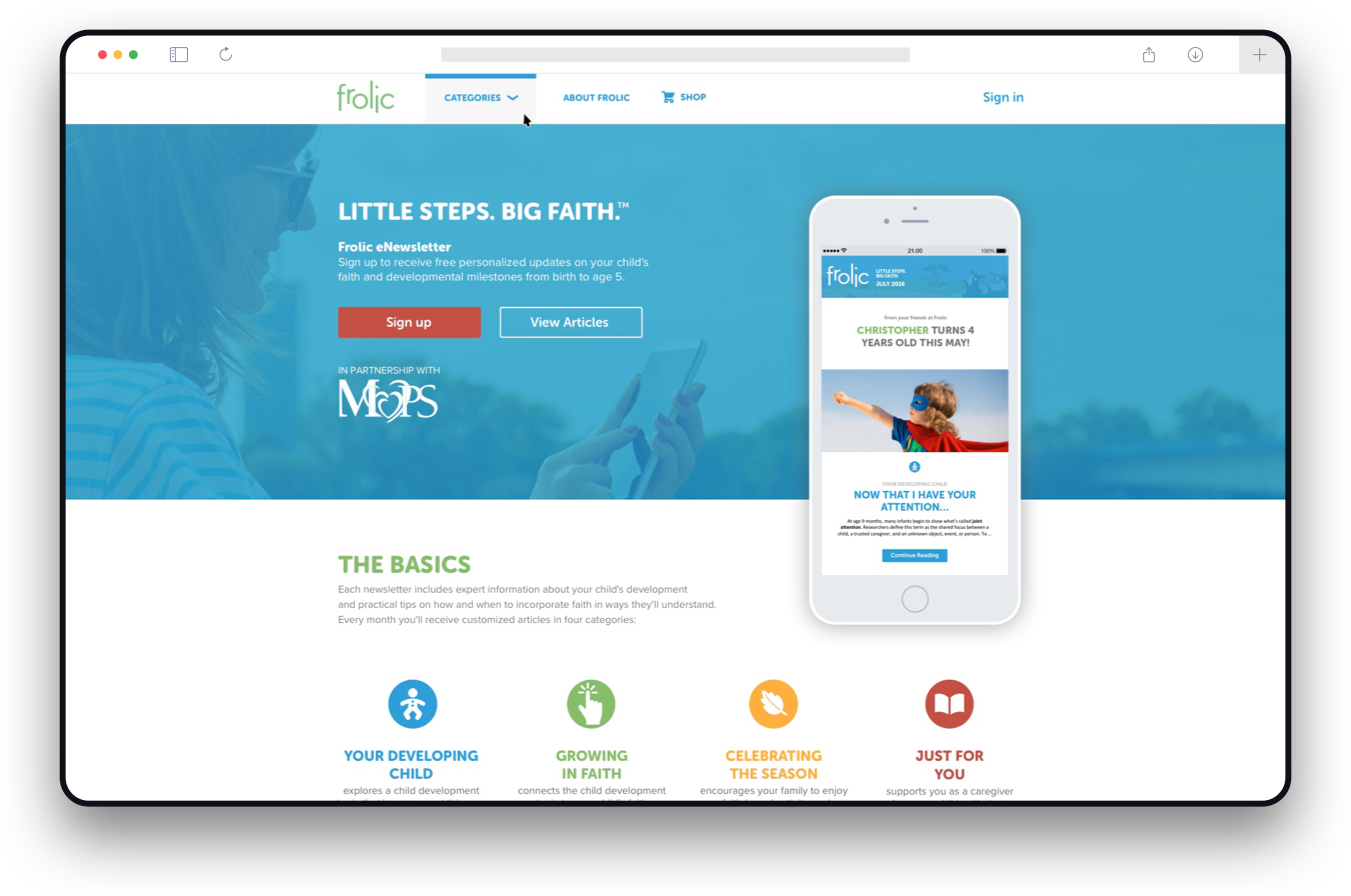 frolic
CATEGORIES
ABOUT FROLIC
SHOP
Sign in
LITTLE STEPS. BIG FAITH.™
Frolic eNewsletter
Sign up to receive free personalized updates on your child's
faith and developmental milestones from birth to age 5.
Sign up
View Articles
IN PARTNERSHIP WITH
MOPS
21:00
100%
frolic
LITTLE STEPS.
BIG FAITH.
JULY 2016
From your friends at Frolic
CHRISTOPHER TURNS 4
YEARS OLD THIS MAY!
YOUR DEVELOPING CHILD
NOW THAT I HAVE YOUR
ATTENTION...
At age 9 months, many infants begin to show what's called joint
attention. Researchers define this term as the shared focus between a
child, a trusted caregiver, and an unknown object, event, or person. To ...
Continue Reading
THE BASICS
Each newsletter includes expert information about your child's development
and practical tips on how and when to incorporate faith in ways they'll understand.
Every month you'll receive customized articles in four categories:
YOUR DEVELOPING
CHILD
explores a child development
GROWING
IN FAITH
connects the child development
CELEBRATING
THE SEASON
encourages your family to enjoy
JUST FOR
YOU
supports you as a caregiver